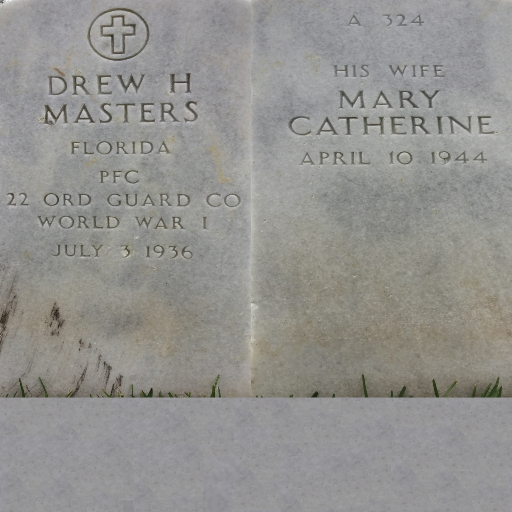 DREW H
MASTERS
FLORIDA
PFC
22 ORD GUARD CO
WORLD WAR I
JULY 3 1936
A 324
HIS WIFE
MARY
CATHERINE
APRIL 10 1944